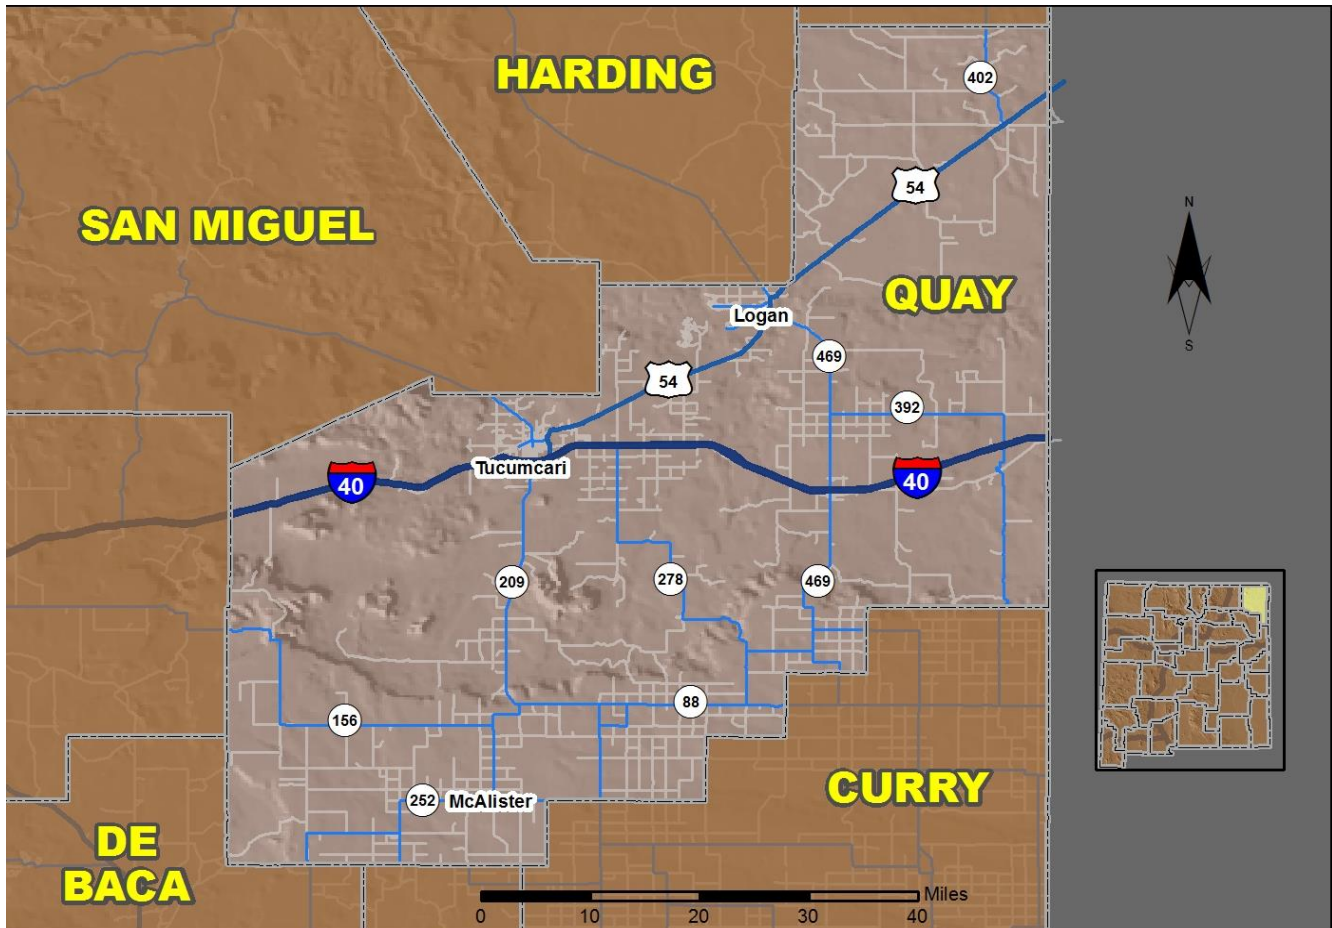 HARDING
402
54
SAN MIGUEL
N
QUAY
Logan
S
469
54
392
Tucumcari
40
40
209
278
469
88
156
CURRY
252
McAlister
DE
BACA
Miles
0 10 20 30 40